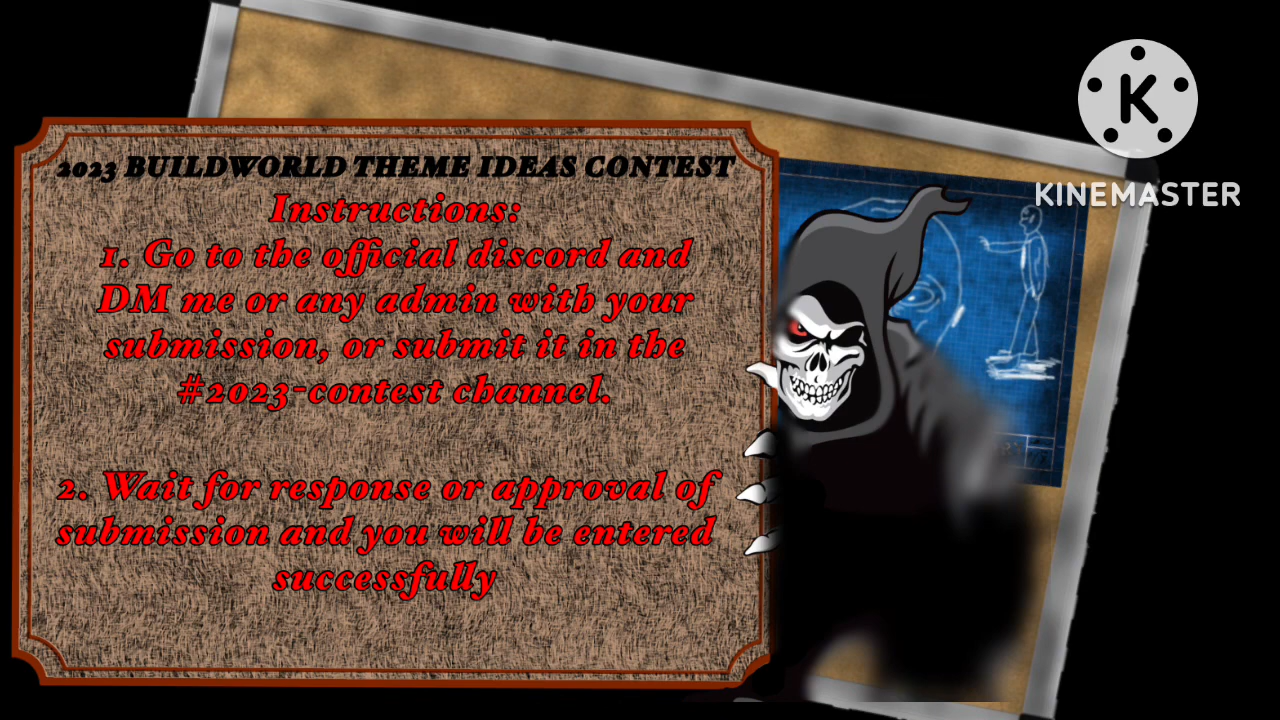 2023 BUILDWORLD THEME IDEAS CONTEST
Instructions:
1. Go to the official discord and
DM me or any admin with your
submission, or submit it in the
#2023-contest channel.
2. Wait for response or approval of
submission and you will be entered
successfully
K
KINEMASTER